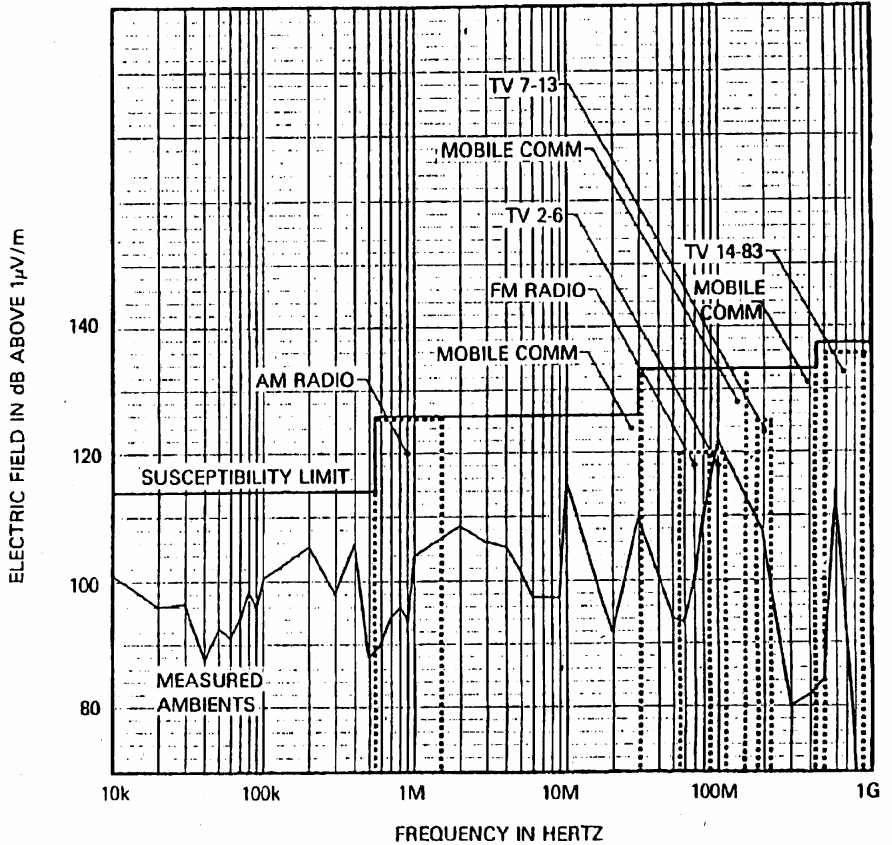 TV 7-13
MOBILE COMM
TV 2-6
TV 14-83
FM RADIO
MOBILE
COMM
MOBILE COMM
AM RADIO
SUSCEPTIBILITY LIMIT
MEASURED
AMBIENTS
ELECTRIC FIELD IN dB ABOVE 1μV/m
140
120
100
80
10k 100k 1M 10M 100M 1G
FREQUENCY IN HERTZ